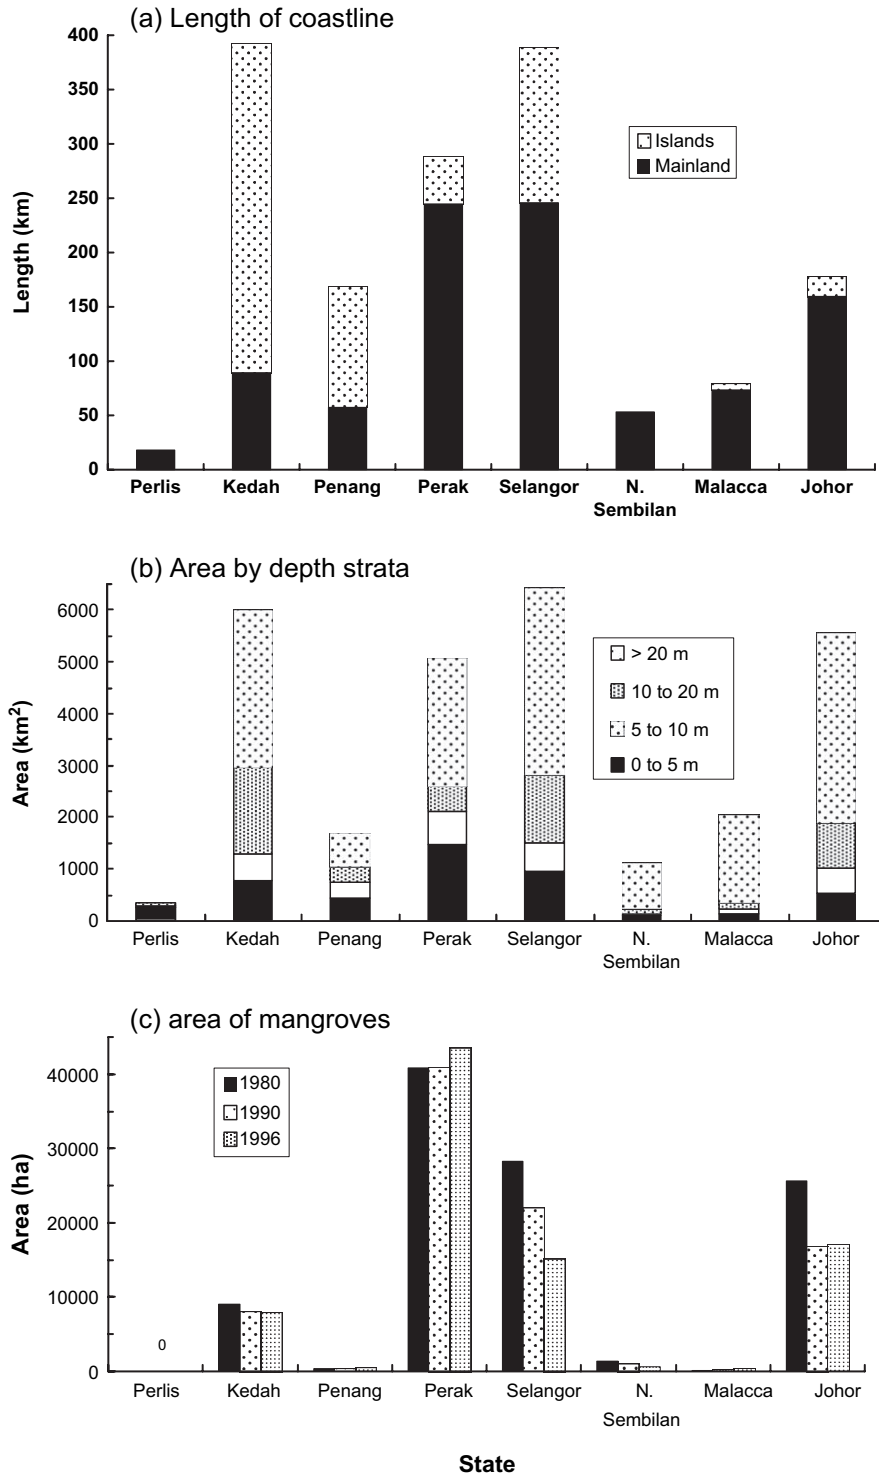 (a) Length of coastline
400
350
300
250
200
150
100
50
0
Length (km)
Islands
Mainland
Perlis Kedah Penang Perak Selangor N. Malacca Johor
Sembilan
(b) Area by depth strata
6000
5000
4000
3000
2000
1000
0
Area (km²)
> 20 m
10 to 20 m
5 to 10 m
0 to 5 m
Perlis Kedah Penang Perak Selangor N. Malacca Johor
Sembilan
(c) area of mangroves
40000
30000
20000
10000
0
Area (ha)
1980
1990
1996
0
Perlis Kedah Penang Perak Selangor N. Malacca Johor
Sembilan
State